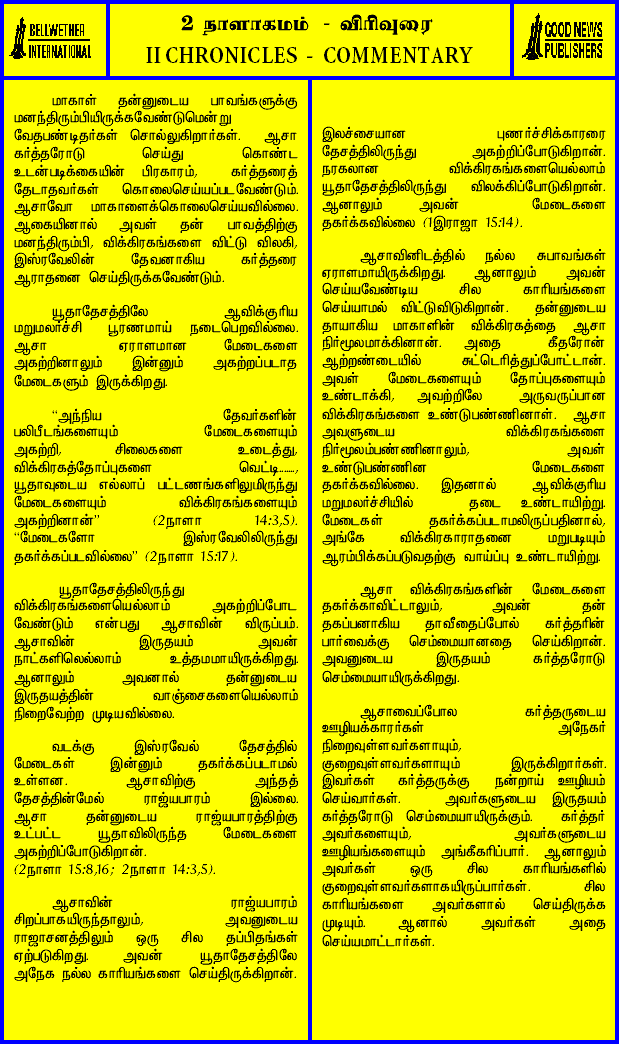 BELLWETHER
INTERNATIONAL
2 நாளாகமம் - விரிவுரை
II CHRONICLES - COMMENTARY
GOOD NEWS
PUBLISHERS
மாகாள் தன்னுடைய பாவங்களுக்கு
மனந்திரும்பியிருக்கவேண்டுமென்று
வேதபண்டிதர்கள் சொல்லுகிறார்கள். ஆசா
கர்த்தரோடு செய்து கொண்ட
உடன்படிக்கையின் பிரகாரம், கர்த்தரைத்
தேடாதவர்கள் கொலைசெய்யப்படவேண்டும்.
ஆசாவோ மாகாளைக்கொலைசெய்யவில்லை.
ஆகையினால் அவள் தன் பாவத்திற்கு
மனந்திரும்பி, விக்கிரகங்களை விட்டு விலகி,
இஸ்ரவேலின் தேவனாகிய கர்த்தரை
ஆராதனை செய்திருக்கவேண்டும்.
யூதாதேசத்திலே ஆவிக்குரிய
மறுமலர்ச்சி பூரணமாய் நடைபெறவில்லை.
ஆசா ஏராளமான மேடைகளை
அகற்றினாலும் இன்னும் அகற்றப்படாத
மேடைகளும் இருக்கிறது.
“அந்நிய தேவர்களின்
பலிபீடங்களையும் மேடைகளையும்
அகற்றி, சிலைகளை உடைத்து,
விக்கிரகத்தோப்புகளை வெட்டி.......,
யூதாவுடைய எல்லாப் பட்டணங்களிலுமிருந்து
மேடைகளையும் விக்கிரகங்களையும்
அகற்றினான்” (2நாளா 14:3,5).
“மேடைகளோ இஸ்ரவேலிலிருந்து
தகர்க்கப்படவில்லை” (2நாளா 15:17).
யூதாதேசத்திலிருந்து
விக்கிரகங்களையெல்லாம் அகற்றிப்போட
வேண்டும் என்பது ஆசாவின் விருப்பம்.
ஆசாவின் இருதயம் அவன்
நாட்களிலெல்லாம் உத்தமமாயிருக்கிறது.
ஆனாலும் அவனால் தன்னுடைய
இருதயத்தின் வாஞ்சைகளையெல்லாம்
நிறைவேற்ற முடியவில்லை.
வடக்கு இஸ்ரவேல் தேசத்தில்
மேடைகள் இன்னும் தகர்க்கப்படாமல்
உள்ளன. ஆசாவிற்கு அந்தத்
தேசத்தின்மேல் ராஜ்யபாரம் இல்லை.
ஆசா தன்னுடைய ராஜ்யபாரத்திற்கு
உட்பட்ட யூதாவிலிருந்த மேடைகளை
அகற்றிப்போடுகிறான்.
(2நாளா 15:8,16; 2நாளா 14:3,5).
ஆசாவின் ராஜ்யபாரம்
சிறப்பாகயிருந்தாலும், அவனுடைய
ராஜாசனத்திலும் ஒரு சில தப்பிதங்கள்
ஏற்படுகிறது. அவன் யூதாதேசத்திலே
அநேக நல்ல காரியங்களை செய்திருக்கிறான்.
இலச்சையான புணர்ச்சிக்காரரை
தேசத்திலிருந்து அகற்றிப்போடுகிறான்.
நரகலான விக்கிரகங்களையெல்லாம்
யூதாதேசத்திலிருந்து விலக்கிப்போடுகிறான்.
ஆனாலும் அவன் மேடைகளை
தகர்க்கவில்லை (1இராஜா 15:14).
ஆசாவினிடத்தில் நல்ல சுபாவங்கள்
ஏராளமாயிருக்கிறது. ஆனாலும் அவன்
செய்யவேண்டிய சில காரியங்களை
செய்யாமல் விட்டுவிடுகிறான். தன்னுடைய
தாயாகிய மாகாளின் விக்கிரகத்தை ஆசா
நிர்மூலமாக்கினான். அதை கீதரோன்
ஆற்றண்டையில் சுட்டெரித்துப்போட்டான்.
அவள் மேடைகளையும் தோப்புகளையும்
உண்டாக்கி, அவற்றிலே அருவருப்பான
விக்கிரகங்களை உண்டுபண்ணினாள். ஆசா
அவளுடைய விக்கிரகங்களை
நிர்மூலம்பண்ணினாலும், அவள்
உண்டுபண்ணின மேடைகளை
தகர்க்கவில்லை. இதனால் ஆவிக்குரிய
மறுமலர்ச்சியில் தடை உண்டாயிற்று.
மேடைகள் தகர்க்கப்படாமலிருப்பதினால்,
அங்கே விக்கிரகாராதனை மறுபடியும்
ஆரம்பிக்கப்படுவதற்கு வாய்ப்பு உண்டாயிற்று.
ஆசா விக்கிரகங்களின் மேடைகளை
தகர்க்காவிட்டாலும், அவன் தன்
தகப்பனாகிய தாவீதைப்போல் கர்த்தரின்
பார்வைக்கு செம்மையானதை செய்கிறான்.
அவனுடைய இருதயம் கர்த்தரோடு
செம்மையாயிருக்கிறது.
ஆசாவைப்போல கர்த்தருடைய
ஊழியக்காரர்கள் அநேகர்
நிறைவுள்ளவர்களாயும்,
குறைவுள்ளவர்களாயும் இருக்கிறார்கள்.
இவர்கள் கர்த்தருக்கு நன்றாய் ஊழியம்
செய்வார்கள். அவர்களுடைய இருதயம்
கர்த்தரோடு செம்மையாயிருக்கும். கர்த்தர்
அவர்களையும், அவர்களுடைய
ஊழியங்களையும் அங்கீகரிப்பார். ஆனாலும்
அவர்கள் ஒரு சில காரியங்களில்
குறைவுள்ளவர்களாகயிருப்பார்கள். சில
காரியங்களை அவர்களால் செய்திருக்க
முடியும். ஆனால் அவர்கள் அதை
செய்யமாட்டார்கள்.